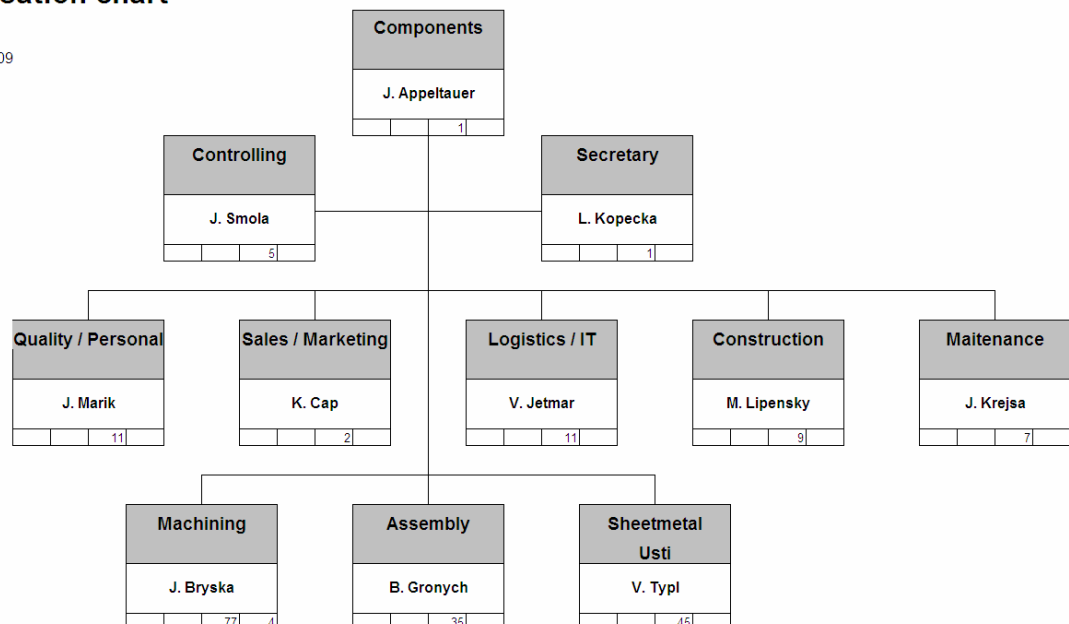 Components
09
J. Appeltauer
1
Controlling
Secretary
J. Smola
L. Kopecka
5
1
Quality / Personal
Sales / Marketing
Logistics / IT
Construction
Maitenance
J. Marik
K. Cap
V. Jetmar
M. Lipensky
J. Krejsa
11
2
11
9
7
Machining
Assembly
Sheetmetal
Usti
J. Bryska
B. Gronych
V. Typl
77 4
35
45